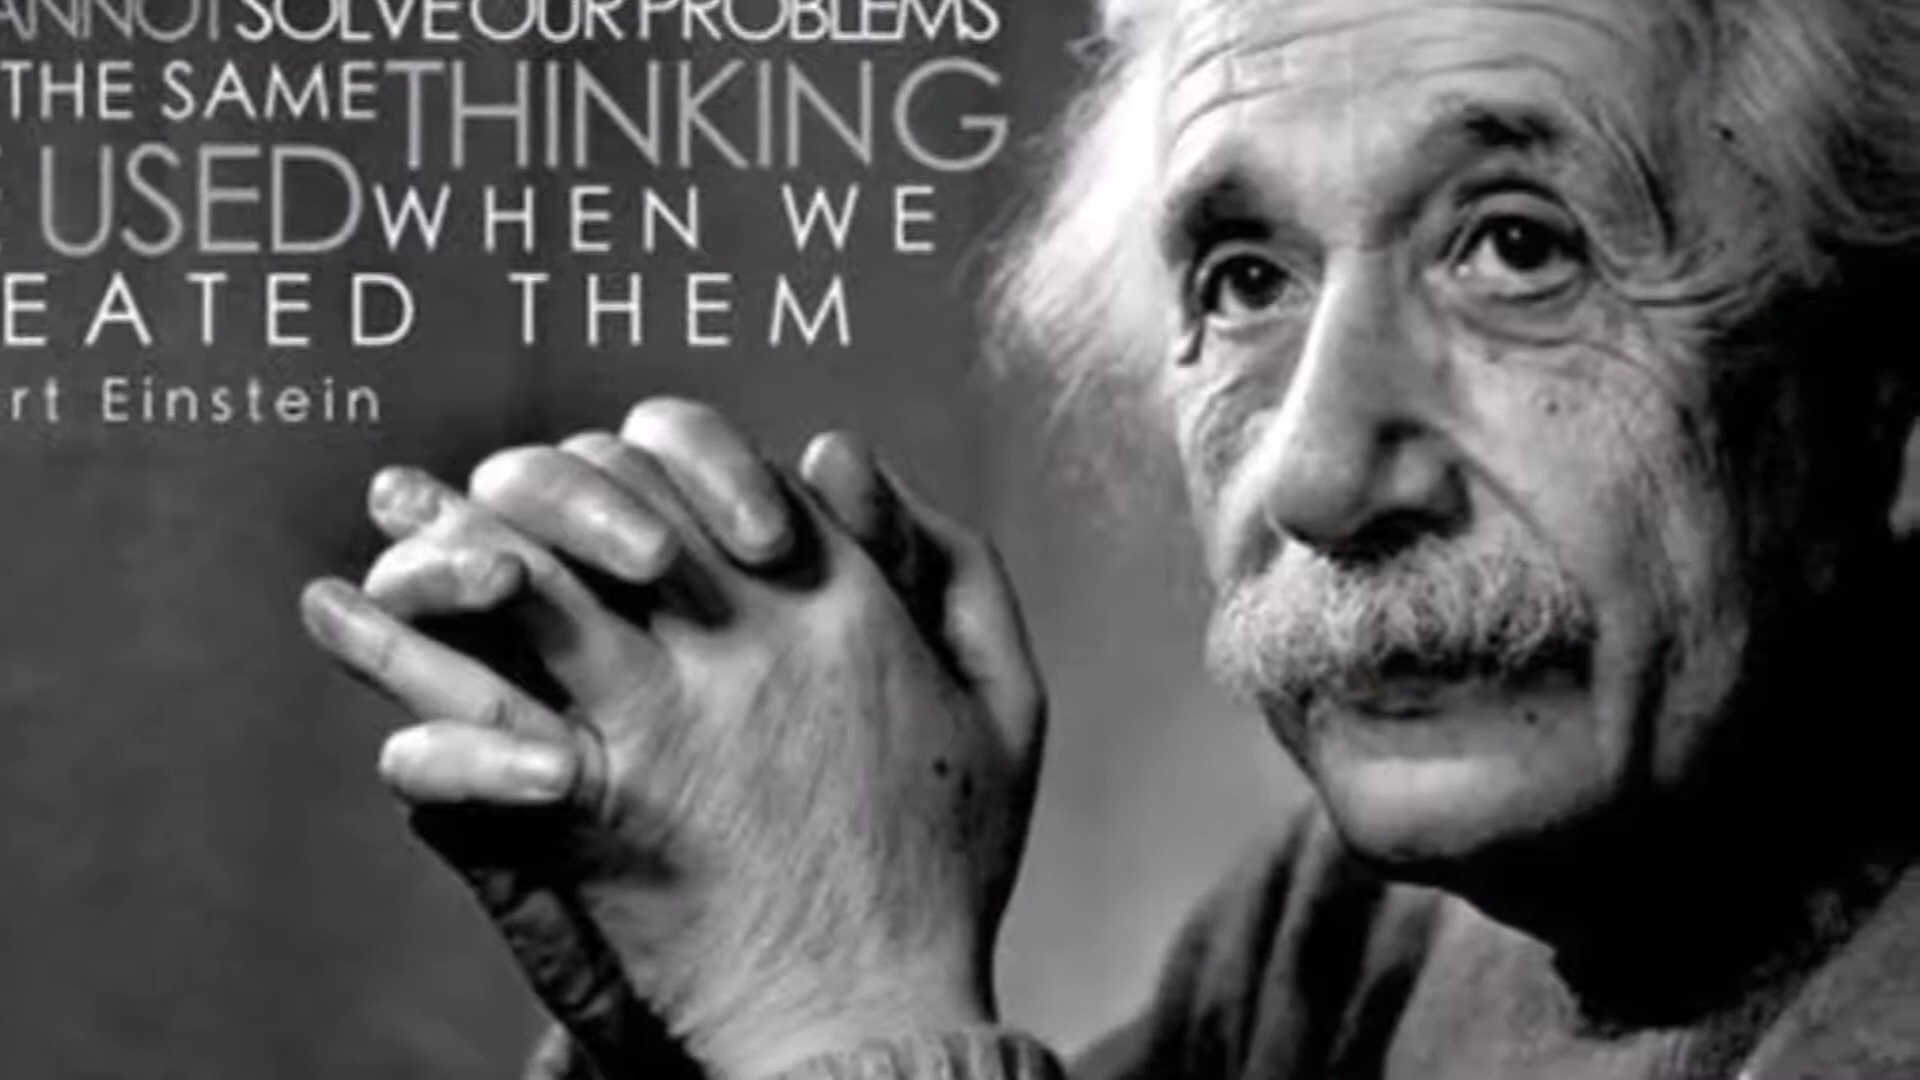 ANNOT SOLVE OUR PROBLEMS
THE SAME THINKING
USED WHEN WE
EATED THEM
rt Einstein